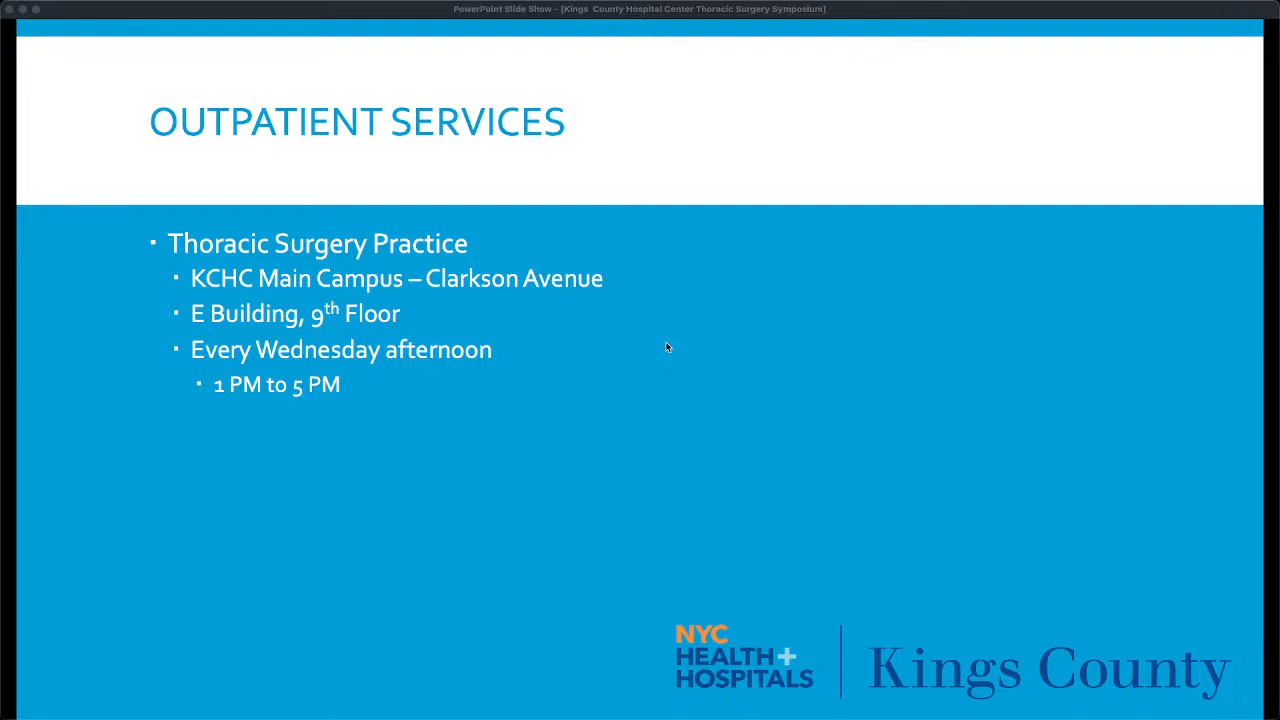 PowerPoint Slide Show - [Kings  County Hospital Center Thoracic Surgery Symposium]
OUTPATIENT SERVICES
▪ Thoracic Surgery Practice
▪ KCHC Main Campus – Clarkson Avenue
▪ E Building, 9th Floor
▪ Every Wednesday afternoon
▪ 1 PM to 5 PM
NYC
HEALTH+
HOSPITALS
Kings County